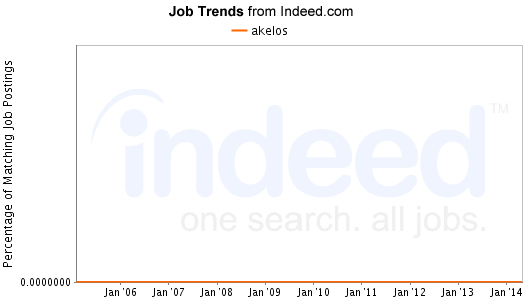 Job Trends from Indeed.com
akelos
Percentage of Matching Job Postings
indeed™
one search. all jobs.
0.0000000
Jan '06 Jan '07 Jan '08 Jan '09 Jan '10 Jan '11 Jan '12 Jan '13 Jan '14